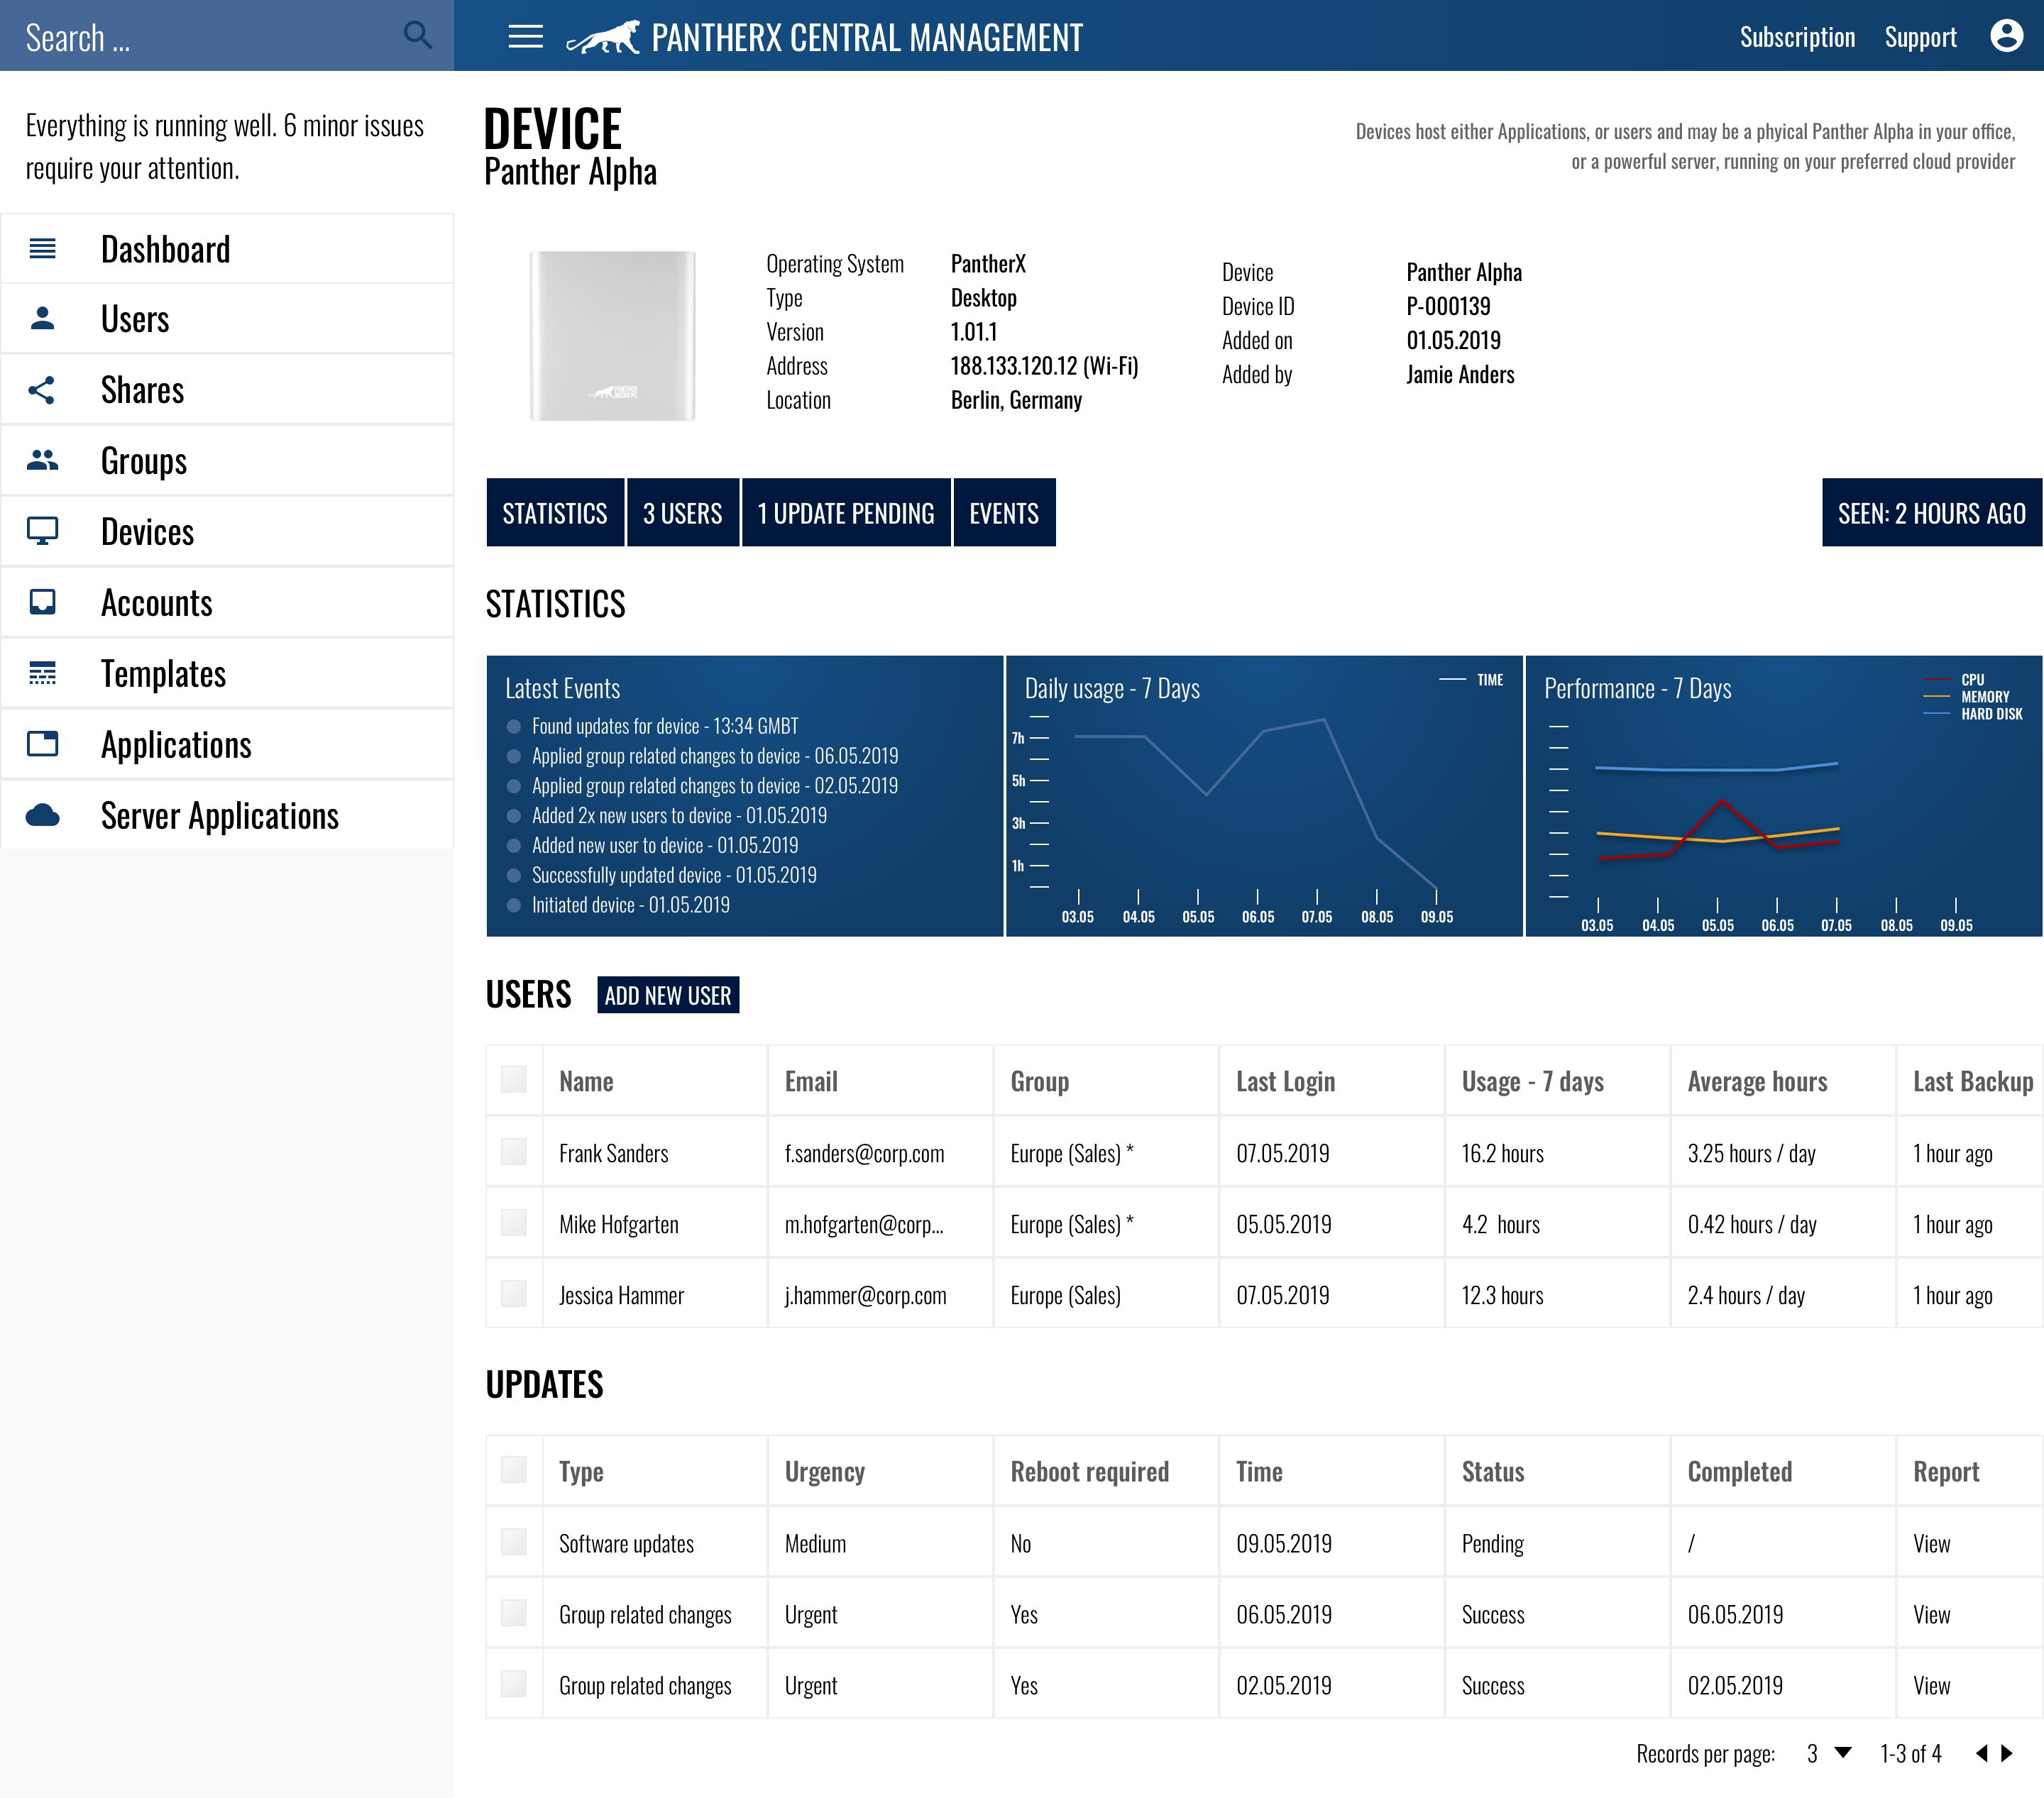 Search ...
PANTHERX CENTRAL MANAGEMENT
Subscription
Support
Everything is running well. 6 minor issues
require your attention.
Dashboard
Users
Shares
Groups
Devices
Accounts
Templates
Applications
Server Applications
DEVICE
Panther Alpha
Devices host either Applications, or users and may be a phyical Panther Alpha in your office,
or a powerful server, running on your preferred cloud provider
PANTHER
MICRO PC
Operating System PantherX
Type Desktop
Version 1.01.1
Address 188.133.120.12 (Wi-Fi)
Location Berlin, Germany
Device Panther Alpha
Device ID P-000139
Added on 01.05.2019
Added by Jamie Anders
STATISTICS
3 USERS
1 UPDATE PENDING
EVENTS
SEEN: 2 HOURS AGO
STATISTICS
Latest Events
Found updates for device - 13:34 GMBT
Applied group related changes to device - 06.05.2019
Applied group related changes to device - 02.05.2019
Added 2x new users to device - 01.05.2019
Added new user to device - 01.05.2019
Successfully updated device - 01.05.2019
Initiated device - 01.05.2019
Daily usage - 7 Days
TIME
7h
5h
3h
1h
03.05 04.05 05.05 06.05 07.05 08.05 09.05
Performance - 7 Days
CPU
MEMORY
HARD DISK
03.05 04.05 05.05 06.05 07.05 08.05 09.05
USERS
ADD NEW USER
Name Email Group Last Login Usage - 7 days Average hours Last Backup
Frank Sanders f.sanders@corp.com Europe (Sales) * 07.05.2019 16.2 hours 3.25 hours / day 1 hour ago
Mike Hofgarten m.hofgarten@corp... Europe (Sales) * 05.05.2019 4.2 hours 0.42 hours / day 1 hour ago
Jessica Hammer j.hammer@corp.com Europe (Sales) 07.05.2019 12.3 hours 2.4 hours / day 1 hour ago
UPDATES
Type Urgency Reboot required Time Status Completed Report
Software updates Medium No 09.05.2019 Pending / View
Group related changes Urgent Yes 06.05.2019 Success 06.05.2019 View
Group related changes Urgent Yes 02.05.2019 Success 02.05.2019 View
Records per page: 3 1-3 of 4